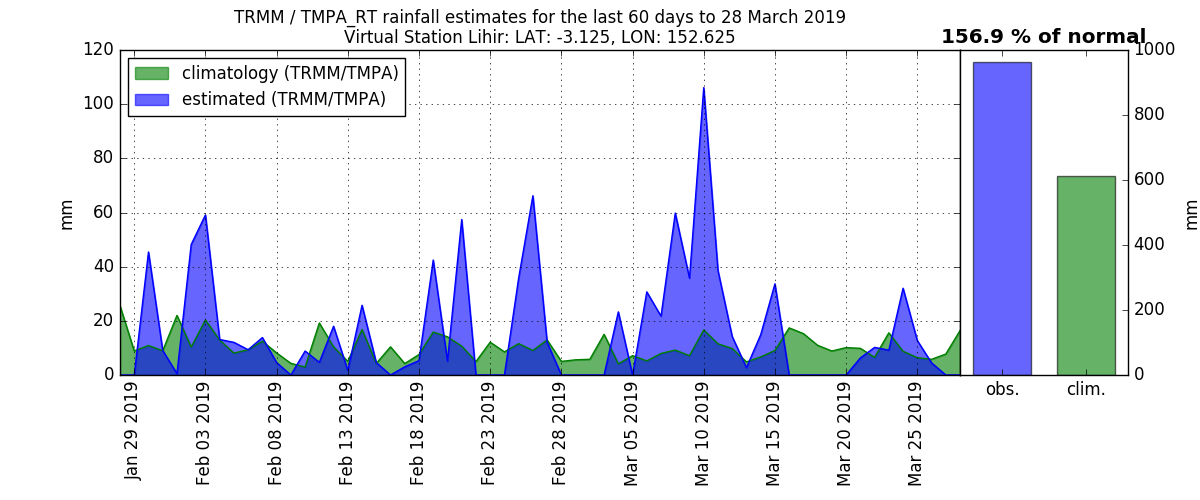 TRMM / TMPA_RT rainfall estimates for the last 60 days to 28 March 2019
Virtual Station Lihir: LAT: -3.125, LON: 152.625
156.9 % of normal
climatology (TRMM/TMPA)
estimated (TRMM/TMPA)
120
100
80
60
40
20
0
mm
Jan 29 2019
Feb 03 2019
Feb 08 2019
Feb 13 2019
Feb 18 2019
Feb 23 2019
Feb 28 2019
Mar 05 2019
Mar 10 2019
Mar 15 2019
Mar 20 2019
Mar 25 2019
obs.
clim.
1000
800
600
400
200
0
mm